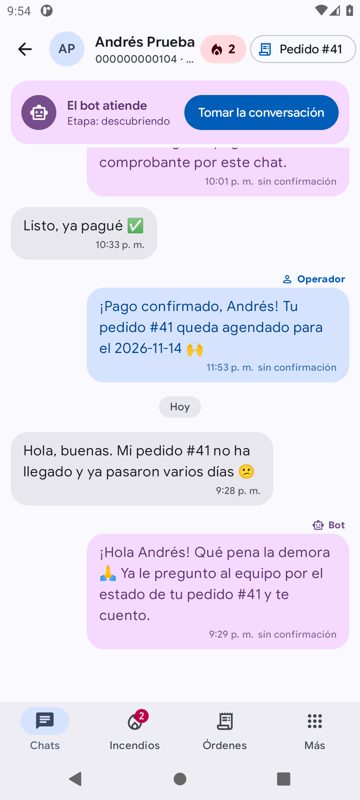 9:54
AP
Andrés Prueba
000000000104 · ...
2
Pedido #41
El bot atiende
Etapa: descubriendo
Tomar la conversación
comprobante por este chat.
10:01 p. m. sin confirmación
Listo, ya pagué ✅
10:33 p. m.
Operador
¡Pago confirmado, Andrés! Tu
pedido #41 queda agendado para
el 2026-11-14 🙌
11:53 p. m. sin confirmación
Hoy
Hola, buenas. Mi pedido #41 no ha
llegado y ya pasaron varios días 😕
9:28 p. m.
Bot
¡Hola Andrés! Qué pena la demora
🙏 Ya le pregunto al equipo por el
estado de tu pedido #41 y te
cuento.
9:29 p. m. sin confirmación
2
Chats
Incendios
Órdenes
Más